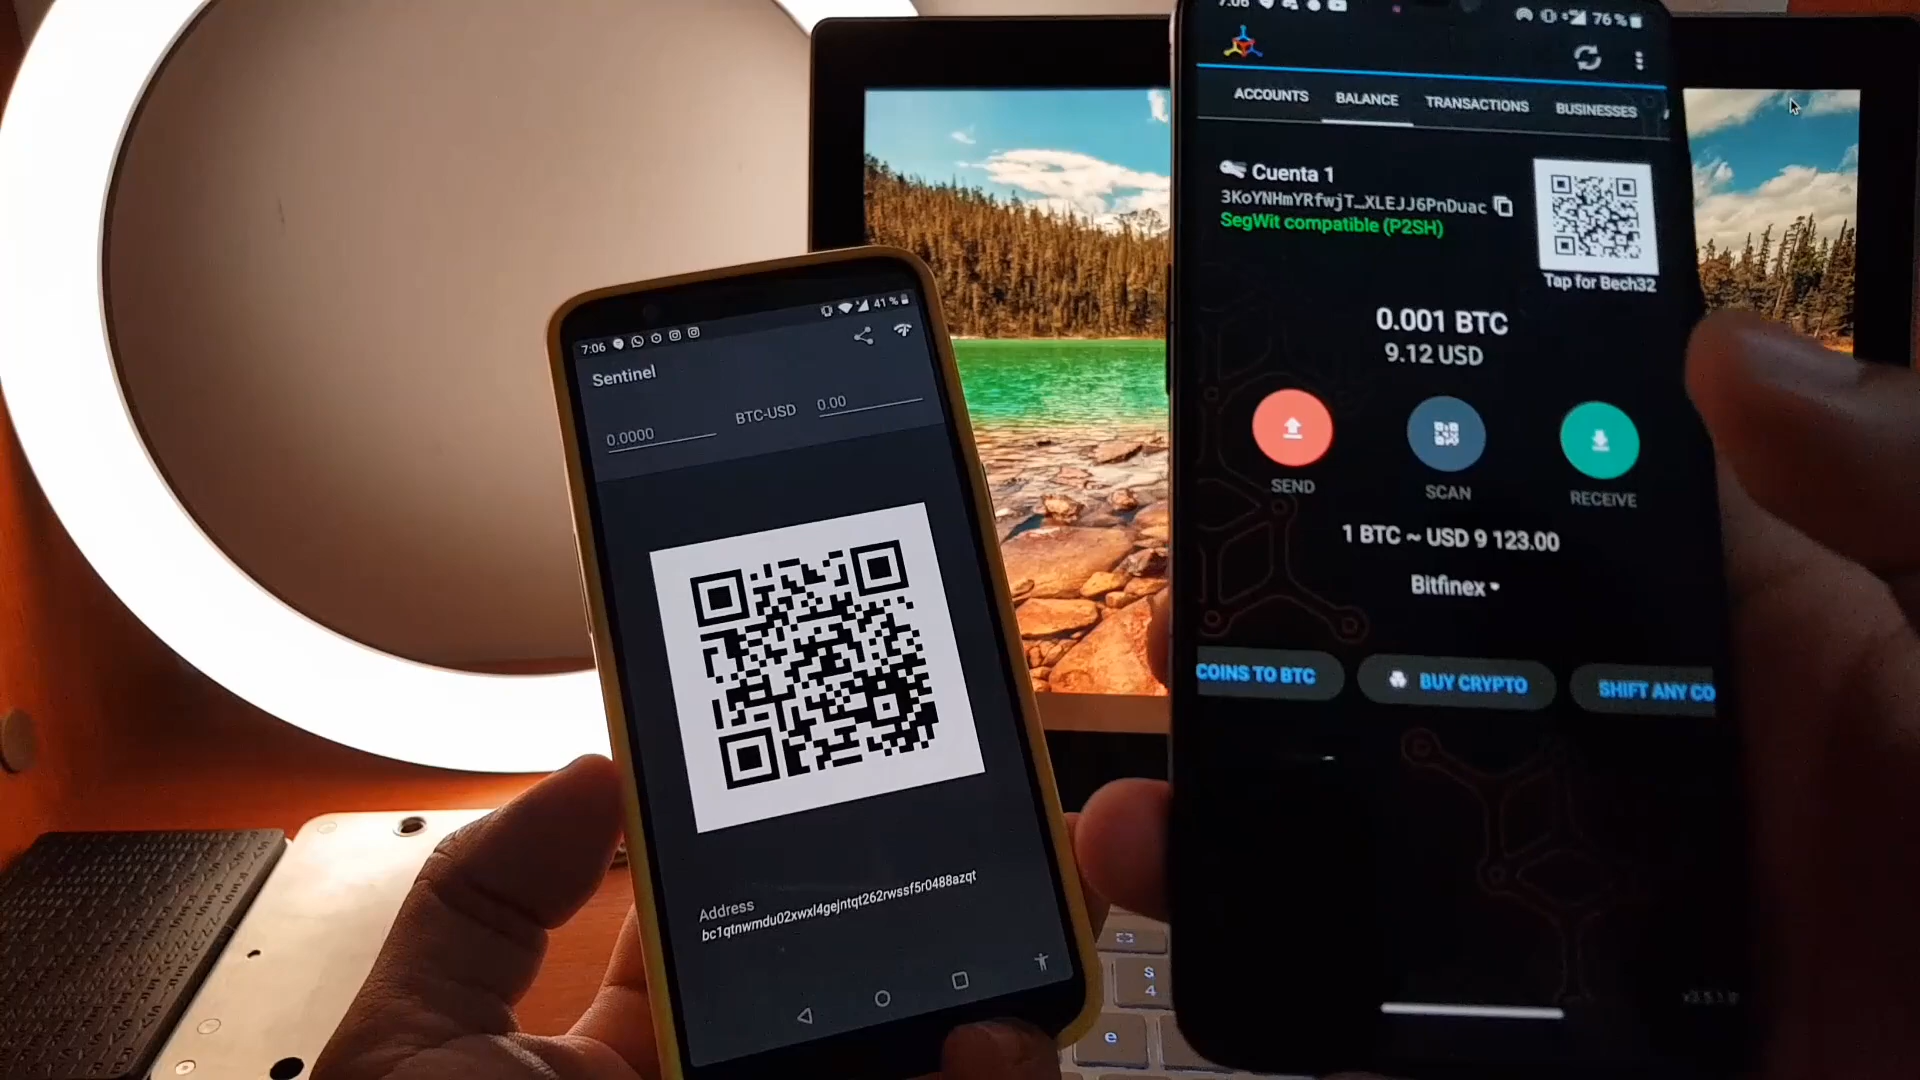 7:06
41 %
Sentinel
0.0000
BTC-USD
0.00
Address
bc1qtnwmdu02xwxl4gejntqt262rwssf5r0488azqt
7:06
76 %
ACCOUNTS
BALANCE
TRANSACTIONS
BUSINESSES
Cuenta 1
3KoYNHmYRfwjT_XLEJJ6PnDuac
SegWit compatible (P2SH)
Tap for Bech32
0.001 BTC
9.12 USD
SEND
SCAN
RECEIVE
1 BTC ~ USD 9 123.00
Bitfinex
COINS TO BTC
BUY CRYPTO
SHIFT ANY CO
S
4
e